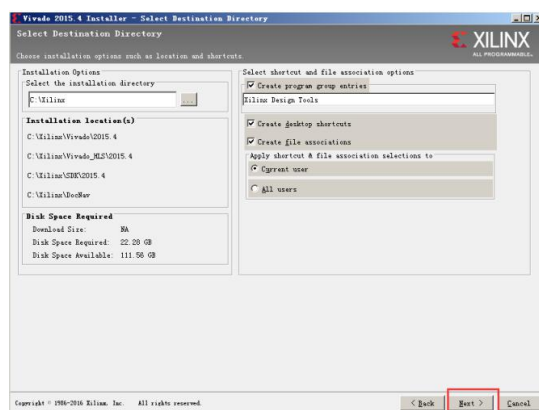 Vivado 2015.4 Installer - Select Destination Directory
Select Destination Directory
Choose installation options such as location and shortcuts.
XILINX
ALL PROGRAMMABLE.
Installation Options
Select the installation directory
C:\Xilinx
...
Installation location(s)
C:\Xilinx\Vivado\2015.4
C:\Xilinx\Vivado_HLS\2015.4
C:\Xilinx\SDK\2015.4
C:\Xilinx\DocNav
Disk Space Required
Download Size: NA
Disk Space Required: 22.28 GB
Disk Space Available: 111.56 GB
Select shortcut and file association options
Create program group entries
Xilinx Design Tools
Create desktop shortcuts
Create file associations
Apply shortcut & file association selections to
Current user
All users
Copyright © 1986-2016 Xilinx, Inc. All rights reserved.
< Back
Next >
Cancel